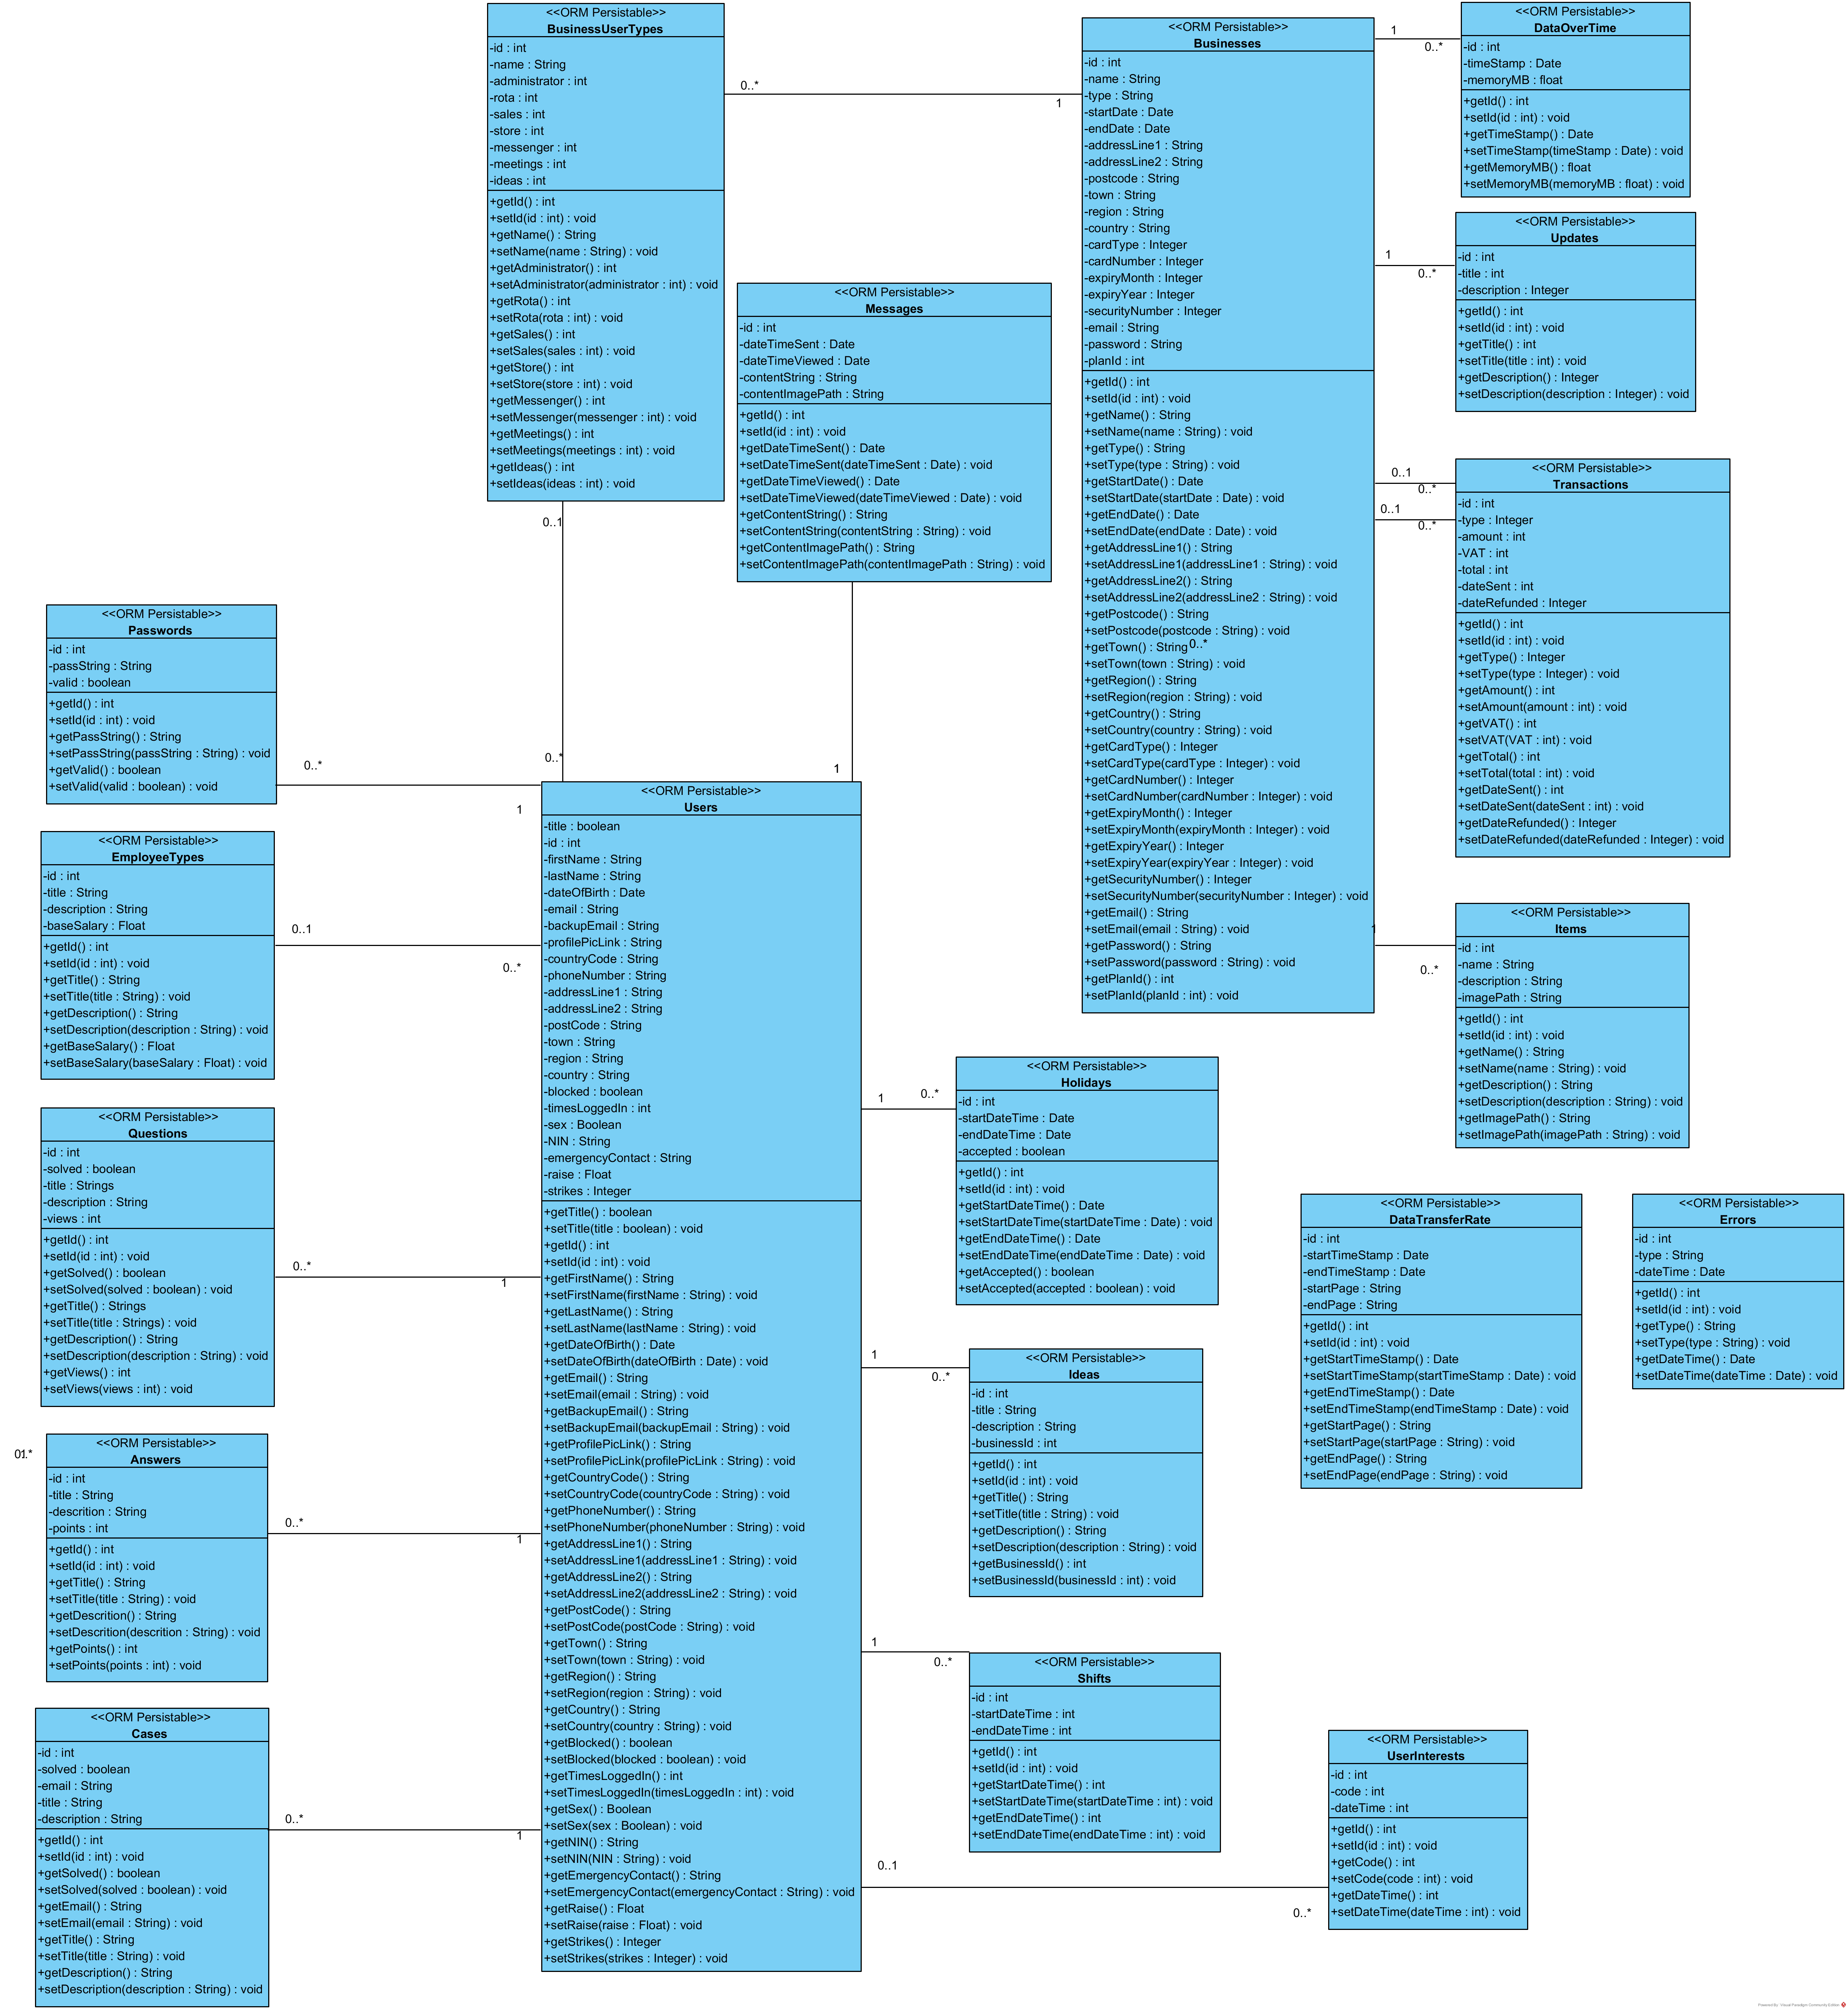 <<ORM Persistable>>
BusinessUserTypes
-id : int
-name : String
-administrator : int
-rota : int
-sales : int
-store : int
-messenger : int
-meetings : int
-ideas : int
+getId() : int
+setId(id : int) : void
+getName() : String
+setName(name : String) : void
+getAdministrator() : int
+setAdministrator(administrator : int) : void
+getRota() : int
+setRota(rota : int) : void
+getSales() : int
+setSales(sales : int) : void
+getStore() : int
+setStore(store : int) : void
+getMessenger() : int
+setMessenger(messenger : int) : void
+getMeetings() : int
+setMeetings(meetings : int) : void
+getIdeas() : int
+setIdeas(ideas : int) : void
0..*
1
0..1
0..*
<<ORM Persistable>>
Businesses
-id : int
-name : String
-type : String
-startDate : Date
-endDate : Date
-addressLine1 : String
-addressLine2 : String
-postcode : String
-town : String
-region : String
-country : String
-cardType : Integer
-cardNumber : Integer
-expiryMonth : Integer
-expiryYear : Integer
-securityNumber : Integer
-email : String
-password : String
-planId : int
+getId() : int
+setId(id : int) : void
+getName() : String
+setName(name : String) : void
+getType() : String
+setType(type : String) : void
+getStartDate() : Date
+setStartDate(startDate : Date) : void
+getEndDate() : Date
+setEndDate(endDate : Date) : void
+getAddressLine1() : String
+setAddressLine1(addressLine1 : String) : void
+getAddressLine2() : String
+setAddressLine2(addressLine2 : String) : void
+getPostcode() : String
+setPostcode(postcode : String) : void
+getTown() : String 0..*
+setTown(town : String) : void
+getRegion() : String
+setRegion(region : String) : void
+getCountry() : String
+setCountry(country : String) : void
+getCardType() : Integer
+setCardType(cardType : Integer) : void
+getCardNumber() : Integer
+setCardNumber(cardNumber : Integer) : void
+getExpiryMonth() : Integer
+setExpiryMonth(expiryMonth : Integer) : void
+getExpiryYear() : Integer
+setExpiryYear(expiryYear : Integer) : void
+getSecurityNumber() : Integer
+setSecurityNumber(securityNumber : Integer) : void
+getEmail() : String
+setEmail(email : String) : void
+getPassword() : String
+setPassword(password : String) : void
+getPlanId() : int
+setPlanId(planId : int) : void
1
0..*
<<ORM Persistable>>
DataOverTime
-id : int
-timeStamp : Date
-memoryMB : float
+getId() : int
+setId(id : int) : void
+getTimeStamp() : Date
+setTimeStamp(timeStamp : Date) : void
+getMemoryMB() : float
+setMemoryMB(memoryMB : float) : void
1
0..*
<<ORM Persistable>>
Updates
-id : int
-title : int
-description : Integer
+getId() : int
+setId(id : int) : void
+getTitle() : int
+setTitle(title : int) : void
+getDescription() : Integer
+setDescription(description : Integer) : void
0..1
0..*
0..1
0..*
<<ORM Persistable>>
Transactions
-id : int
-type : Integer
-amount : int
-VAT : int
-total : int
-dateSent : int
-dateRefunded : Integer
+getId() : int
+setId(id : int) : void
+getType() : Integer
+setType(type : Integer) : void
+getAmount() : int
+setAmount(amount : int) : void
+getVAT() : int
+setVAT(VAT : int) : void
+getTotal() : int
+setTotal(total : int) : void
+getDateSent() : int
+setDateSent(dateSent : int) : void
+getDateRefunded() : Integer
+setDateRefunded(dateRefunded : Integer) : void
1
0..*
<<ORM Persistable>>
Items
-id : int
-name : String
-description : String
-imagePath : String
+getId() : int
+setId(id : int) : void
+getName() : String
+setName(name : String) : void
+getDescription() : String
+setDescription(description : String) : void
+getImagePath() : String
+setImagePath(imagePath : String) : void
<<ORM Persistable>>
Messages
-id : int
-dateTimeSent : Date
-dateTimeViewed : Date
-contentString : String
-contentImagePath : String
+getId() : int
+setId(id : int) : void
+getDateTimeSent() : Date
+setDateTimeSent(dateTimeSent : Date) : void
+getDateTimeViewed() : Date
+setDateTimeViewed(dateTimeViewed : Date) : void
+getContentString() : String
+setContentString(contentString : String) : void
+getContentImagePath() : String
+setContentImagePath(contentImagePath : String) : void
1
<<ORM Persistable>>
Passwords
-id : int
-passString : String
-valid : boolean
+getId() : int
+setId(id : int) : void
+getPassString() : String
+setPassString(passString : String) : void
+getValid() : boolean
+setValid(valid : boolean) : void
0..*
1
<<ORM Persistable>>
EmployeeTypes
-id : int
-title : String
-description : String
-baseSalary : Float
+getId() : int
+setId(id : int) : void
+getTitle() : String
+setTitle(title : String) : void
+getDescription() : String
+setDescription(description : String) : void
+getBaseSalary() : Float
+setBaseSalary(baseSalary : Float) : void
0..1
0..*
<<ORM Persistable>>
Questions
-id : int
-solved : boolean
-title : Strings
-description : String
-views : int
+getId() : int
+setId(id : int) : void
+getSolved() : boolean
+setSolved(solved : boolean) : void
+getTitle() : Strings
+setTitle(title : Strings) : void
+getDescription() : String
+setDescription(description : String) : void
+getViews() : int
+setViews(views : int) : void
0..*
1
<<ORM Persistable>>
Answers
-id : int
-title : String
-descrition : String
-points : int
+getId() : int
+setId(id : int) : void
+getTitle() : String
+setTitle(title : String) : void
+getDescrition() : String
+setDescrition(descrition : String) : void
+getPoints() : int
+setPoints(points : int) : void
0..*
1
<<ORM Persistable>>
Cases
-id : int
-solved : boolean
-email : String
-title : String
-description : String
+getId() : int
+setId(id : int) : void
+getSolved() : boolean
+setSolved(solved : boolean) : void
+getEmail() : String
+setEmail(email : String) : void
+getTitle() : String
+setTitle(title : String) : void
+getDescription() : String
+setDescription(description : String) : void
0..*
1
<<ORM Persistable>>
Users
-title : boolean
-id : int
-firstName : String
-lastName : String
-dateOfBirth : Date
-email : String
-backupEmail : String
-profilePicLink : String
-countryCode : String
-phoneNumber : String
-addressLine1 : String
-addressLine2 : String
-postCode : String
-town : String
-region : String
-country : String
-blocked : boolean
-timesLoggedIn : int
-sex : Boolean
-NIN : String
-emergencyContact : String
-raise : Float
-strikes : Integer
+getTitle() : boolean
+setTitle(title : boolean) : void
+getId() : int
+setId(id : int) : void
+getFirstName() : String
+setFirstName(firstName : String) : void
+getLastName() : String
+setLastName(lastName : String) : void
+getDateOfBirth() : Date
+setDateOfBirth(dateOfBirth : Date) : void
+getEmail() : String
+setEmail(email : String) : void
+getBackupEmail() : String
+setBackupEmail(backupEmail : String) : void
+getProfilePicLink() : String
+setProfilePicLink(profilePicLink : String) : void
+getCountryCode() : String
+setCountryCode(countryCode : String) : void
+getPhoneNumber() : String
+setPhoneNumber(phoneNumber : String) : void
+getAddressLine1() : String
+setAddressLine1(addressLine1 : String) : void
+getAddressLine2() : String
+setAddressLine2(addressLine2 : String) : void
+getPostCode() : String
+setPostCode(postCode : String) : void
+getTown() : String
+setTown(town : String) : void
+getRegion() : String
+setRegion(region : String) : void
+getCountry() : String
+setCountry(country : String) : void
+getBlocked() : boolean
+setBlocked(blocked : boolean) : void
+getTimesLoggedIn() : int
+setTimesLoggedIn(timesLoggedIn : int) : void
+getSex() : Boolean
+setSex(sex : Boolean) : void
+getNIN() : String
+setNIN(NIN : String) : void
+getEmergencyContact() : String
+setEmergencyContact(emergencyContact : String) : void
+getRaise() : Float
+setRaise(raise : Float) : void
+getStrikes() : Integer
+setStrikes(strikes : Integer) : void
1
0..*
<<ORM Persistable>>
Holidays
-id : int
-startDateTime : Date
-endDateTime : Date
-accepted : boolean
+getId() : int
+setId(id : int) : void
+getStartDateTime() : Date
+setStartDateTime(startDateTime : Date) : void
+getEndDateTime() : Date
+setEndDateTime(endDateTime : Date) : void
+getAccepted() : boolean
+setAccepted(accepted : boolean) : void
1
0..*
<<ORM Persistable>>
Ideas
-id : int
-title : String
-description : String
-businessId : int
+getId() : int
+setId(id : int) : void
+getTitle() : String
+setTitle(title : String) : void
+getDescription() : String
+setDescription(description : String) : void
+getBusinessId() : int
+setBusinessId(businessId : int) : void
1
0..*
<<ORM Persistable>>
Shifts
-id : int
-startDateTime : int
-endDateTime : int
+getId() : int
+setId(id : int) : void
+getStartDateTime() : int
+setStartDateTime(startDateTime : int) : void
+getEndDateTime() : int
+setEndDateTime(endDateTime : int) : void
0..1
0..*
<<ORM Persistable>>
UserInterests
-id : int
-code : int
-dateTime : int
+getId() : int
+setId(id : int) : void
+getCode() : int
+setCode(code : int) : void
+getDateTime() : int
+setDateTime(dateTime : int) : void
<<ORM Persistable>>
DataTransferRate
-id : int
-startTimeStamp : Date
-endTimeStamp : Date
-startPage : String
-endPage : String
+getId() : int
+setId(id : int) : void
+getStartTimeStamp() : Date
+setStartTimeStamp(startTimeStamp : Date) : void
+getEndTimeStamp() : Date
+setEndTimeStamp(endTimeStamp : Date) : void
+getStartPage() : String
+setStartPage(startPage : String) : void
+getEndPage() : String
+setEndPage(endPage : String) : void
<<ORM Persistable>>
Errors
-id : int
-type : String
-dateTime : Date
+getId() : int
+setId(id : int) : void
+getType() : String
+setType(type : String) : void
+getDateTime() : Date
+setDateTime(dateTime : Date) : void
Powered By Visual Paradigm Community Edition